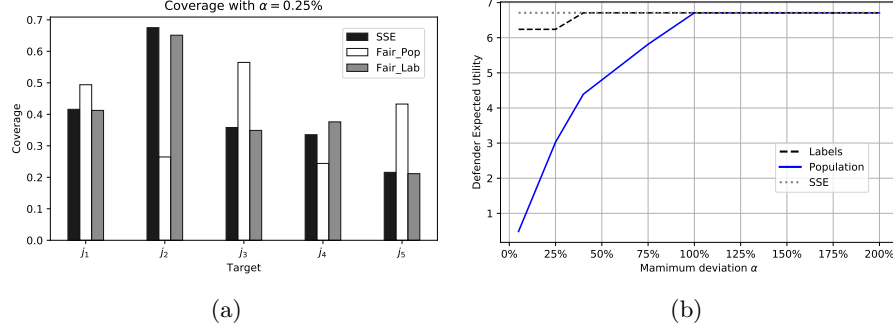 Coverage with α = 0.25%
Coverage
0.7
0.6
0.5
0.4
0.3
0.2
0.1
0.0
SSE
Fair_Pop
Fair_Lab
j1
j2
j3
j4
j5
Target
(a)
Defender Expected Utility
7
6
5
4
3
2
1
Labels
Population
SSE
0% 25% 50% 75% 100% 125% 150% 175% 200%
Mamimum deviation α
(b)